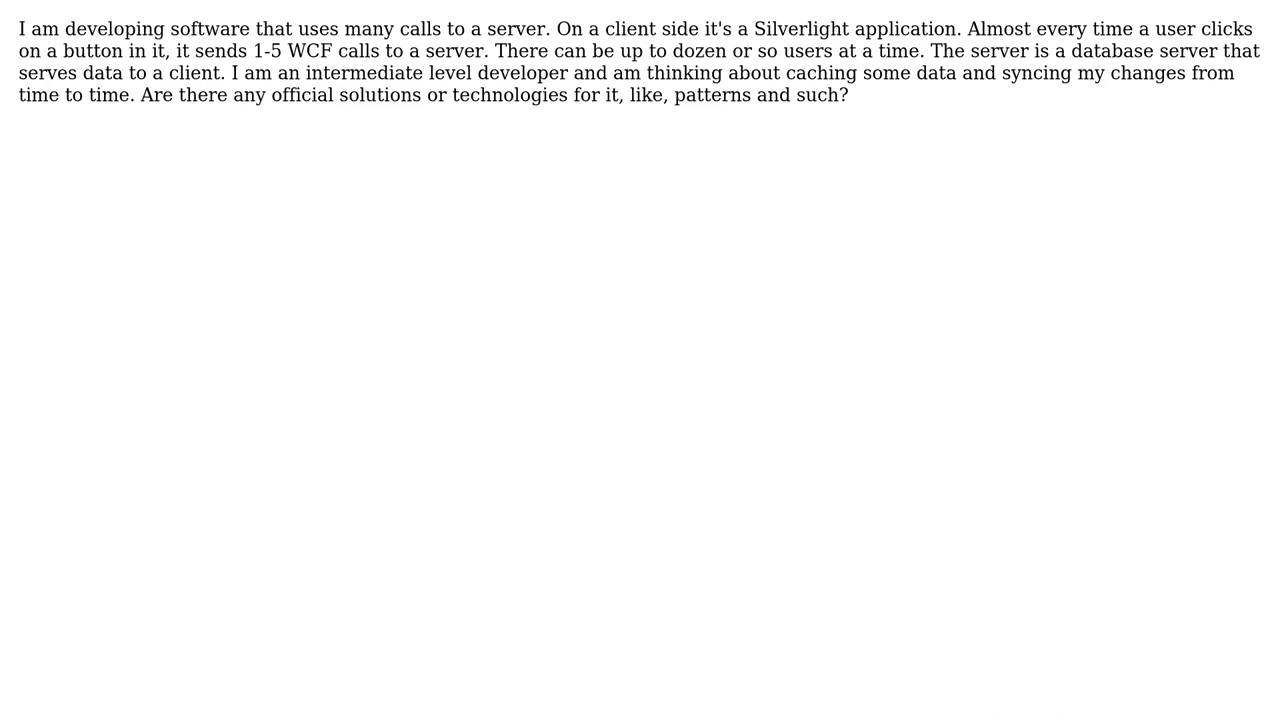 I am developing software that uses many calls to a server. On a client side it's a Silverlight application. Almost every time a user clicks
on a button in it, it sends 1-5 WCF calls to a server. There can be up to dozen or so users at a time. The server is a database server that
serves data to a client. I am an intermediate level developer and am thinking about caching some data and syncing my changes from
time to time. Are there any official solutions or technologies for it, like, patterns and such?